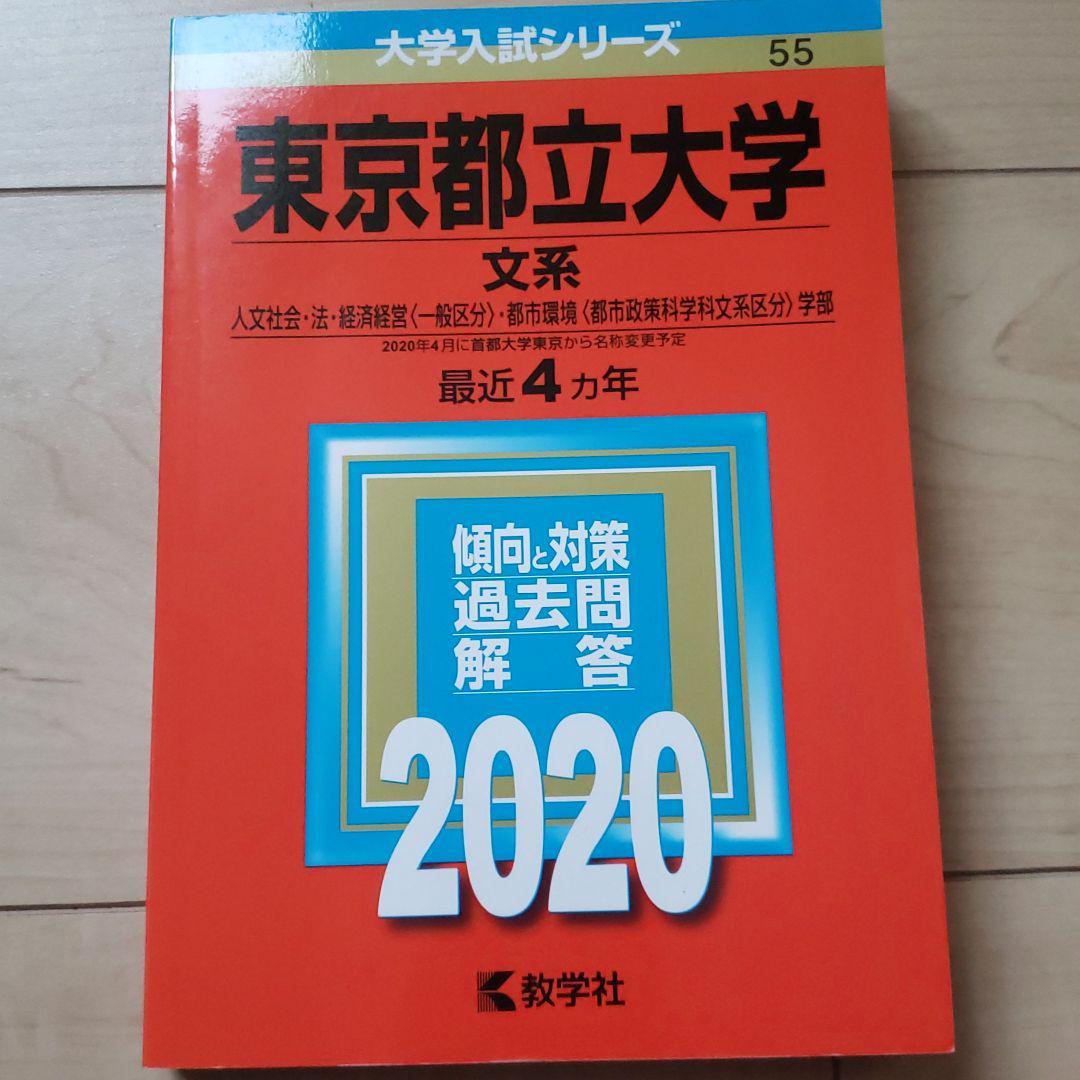 大学入試シリーズ
55
東京都立大学
文系
人文社会・法・経済経営〈一般区分〉・都市環境〈都市政策科学科文系区分〉学部
2020年4月に首都大学東京から名称変更予定
最近4カ年
傾向と対策
過去問
解答
2020
教学社